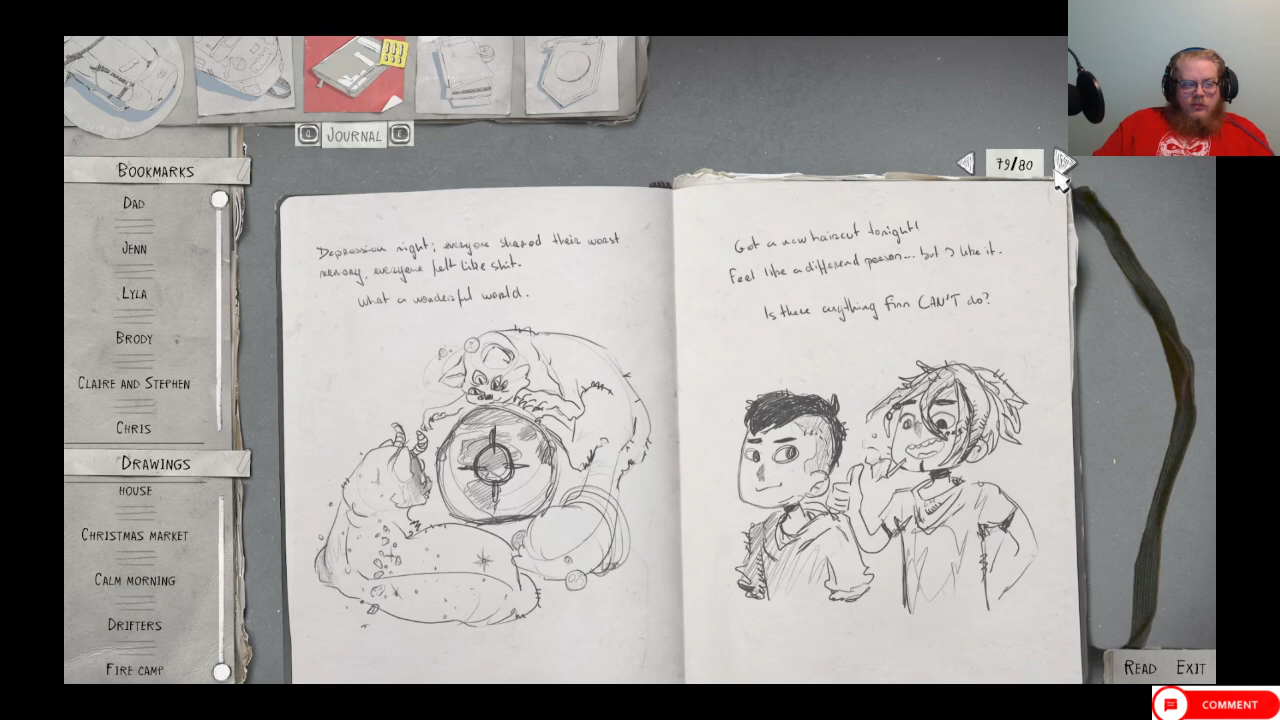 JOURNAL
Q
E
79/80
BOOKMARKS
DAD
JENN
LYLA
BRODY
CLAIRE AND STEPHEN
CHRIS
DRAWINGS
HOUSE
CHRISTMAS MARKET
CALM MORNING
DRIFTERS
FIRE CAMP
Depression night; everyone shared their worst
memory, everyone felt like shit.
What a wonderful world.
Got a new haircut tonight!
Feel like a differend person... but I like it.
Is there anything Finn CAN'T do?
READ
EXIT
COMMENT